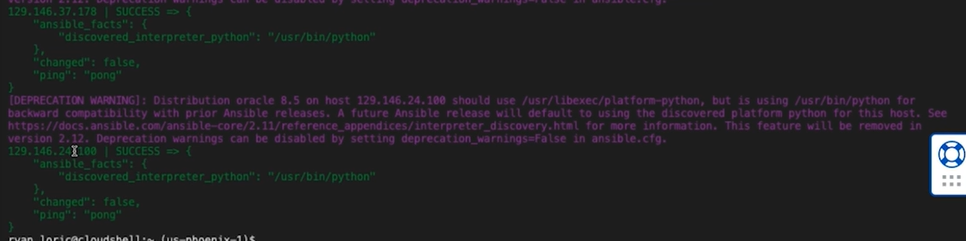 version 2.12. Deprecation warnings can be disabled by setting deprecation_warnings=False in ansible.cfg.
129.146.37.178 | SUCCESS => {
    "ansible_facts": {
        "discovered_interpreter_python": "/usr/bin/python"
    },
    "changed": false,
    "ping": "pong"
}
[DEPRECATION WARNING]: Distribution oracle 8.5 on host 129.146.24.100 should use /usr/libexec/platform-python, but is using /usr/bin/python for
backward compatibility with prior Ansible releases. A future Ansible release will default to using the discovered platform python for this host. See
https://docs.ansible.com/ansible-core/2.11/reference_appendices/interpreter_discovery.html for more information. This feature will be removed in
version 2.12. Deprecation warnings can be disabled by setting deprecation_warnings=False in ansible.cfg.
129.146.24.100 | SUCCESS => {
    "ansible_facts": {
        "discovered_interpreter_python": "/usr/bin/python"
    },
    "changed": false,
    "ping": "pong"
}
ryan_loric@cloudshell:~ (us-phoenix-1)$